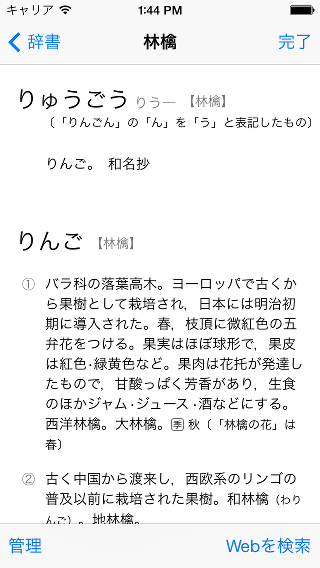 キャリア 1:44 PM
辞書 林檎 完了
りゅうごう りう― 【林檎】
〔「りんごん」の「ん」を「う」と表記したもの〕
りんご。 和名抄
りんご 【林檎】
① バラ科の落葉高木。ヨーロッパで古くか
ら果樹として栽培され，日本には明治初
期に導入された。春，枝頂に微紅色の五
弁花をつける。果実はほぼ球形で，果皮
は紅色・緑黄色など。果肉は花托が発達し
たもので，甘酸っぱく芳香があり，生食
のほかジャム・ジュース・酒などにする。
西洋林檎。大林檎。季 秋〔「林檎の花」は
春〕
② 古く中国から渡来し，西欧系のリンゴの
普及以前に栽培された果樹。和林檎（わり
んご）。地林檎。
管理 Webを検索